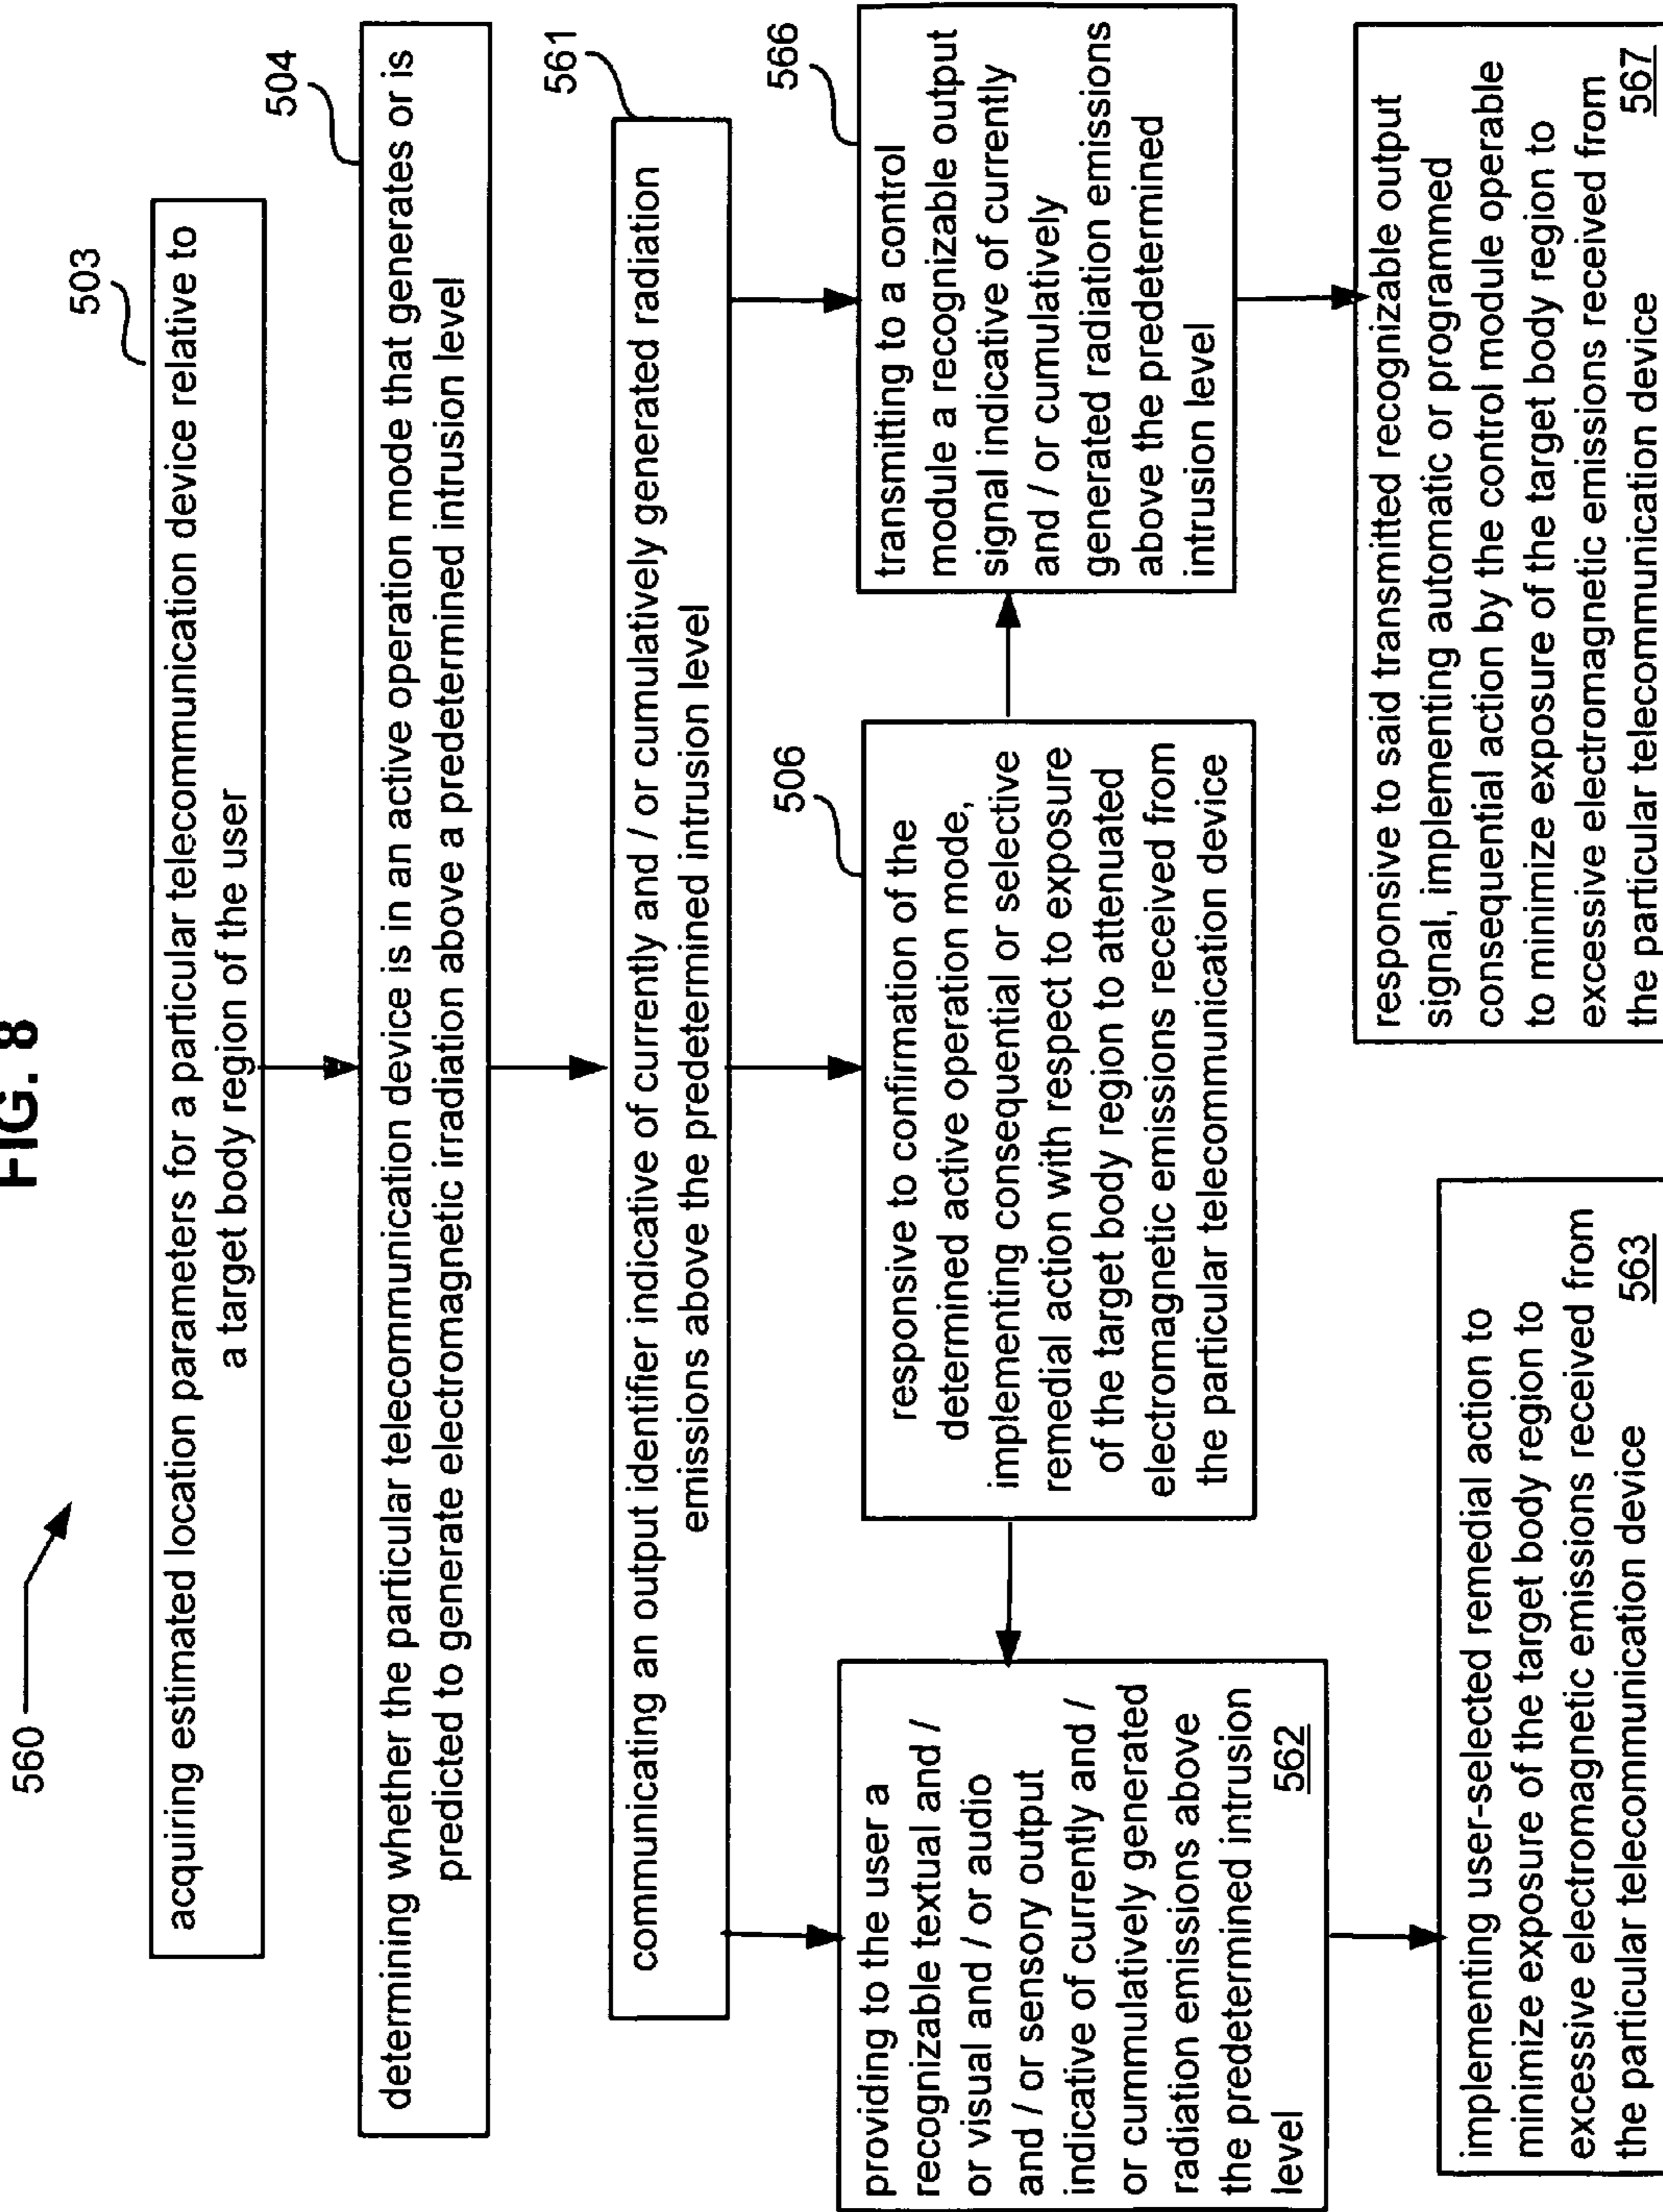 FIG. 8
560
503
acquiring estimated location parameters for a particular telecommunication device relative to
a target body region of the user
504
determining whether the particular telecommunication device is in an active operation mode that generates or is
predicted to generate electromagnetic irradiation above a predetermined intrusion level
561
communicating an output identifier indicative of currently and / or cumulatively generated radiation
emissions above the predetermined intrusion level
providing to the user a
recognizable textual and /
or visual and / or audio
and / or sensory output
indicative of currently and /
or cummulatively generated
radiation emissions above
the predetermined intrusion
level
562
506
responsive to confirmation of the
determined active operation mode,
implementing consequential or selective
remedial action with respect to exposure
of the target body region to attenuated
electromagnetic emissions received from
the particular telecommunication device
566
transmitting to a control
module a recognizable output
signal indicative of currently
and / or cumulatively
generated radiation emissions
above the predetermined
intrusion level
implementing user-selected remedial action to
minimize exposure of the target body region to
excessive electromagnetic emissions received from
the particular telecommunication device
563
responsive to said transmitted recognizable output
signal, implementing automatic or programmed
consequential action by the control module operable
to minimize exposure of the target body region to
excessive electromagnetic emissions received from
the particular telecommunication device
567